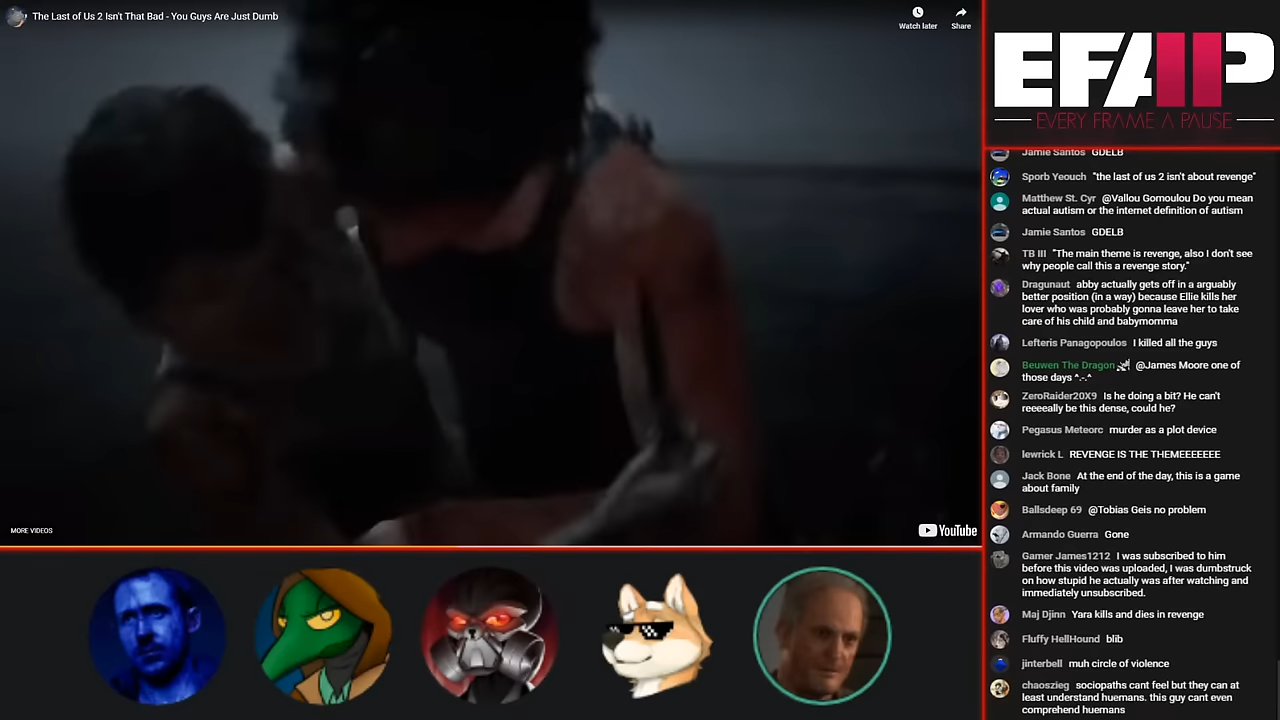 The Last of Us 2 Isn't That Bad - You Guys Are Just Dumb
Watch later
Share
MORE VIDEOS
YouTube
EFAP
EVERY FRAME A PAUSE
Jamie Santos GDELB
Sporb Yeouch "the last of us 2 isn't about revenge"
Matthew St. Cyr @Vallou Gomoulou Do you mean
actual autism or the internet definition of autism
Jamie Santos GDELB
TB III "The main theme is revenge, also I don't see
why people call this a revenge story."
Dragunaut abby actually gets off in a arguably
better position (in a way) because Ellie kills her
lover who was probably gonna leave her to take
care of his child and babymomma
Lefteris Panagopoulos I killed all the guys
Beuwen The Dragon @James Moore one of
those days ^.-.^
ZeroRaider20X9 Is he doing a bit? He can't
reeeeally be this dense, could he?
Pegasus Meteorc murder as a plot device
lewrick L REVENGE IS THE THEMEEEEEEE
Jack Bone At the end of the day, this is a game
about family
Ballsdeep 69 @Tobias Geis no problem
Armando Guerra Gone
Gamer James1212 I was subscribed to him
before this video was uploaded, I was dumbstruck
on how stupid he actually was after watching and
immediately unsubscribed.
Maj Djinn Yara kills and dies in revenge
Fluffy HellHound blib
jinterbell muh circle of violence
chaoszieg sociopaths cant feel but they can at
least understand huemans. this guy cant even
comprehend huemans